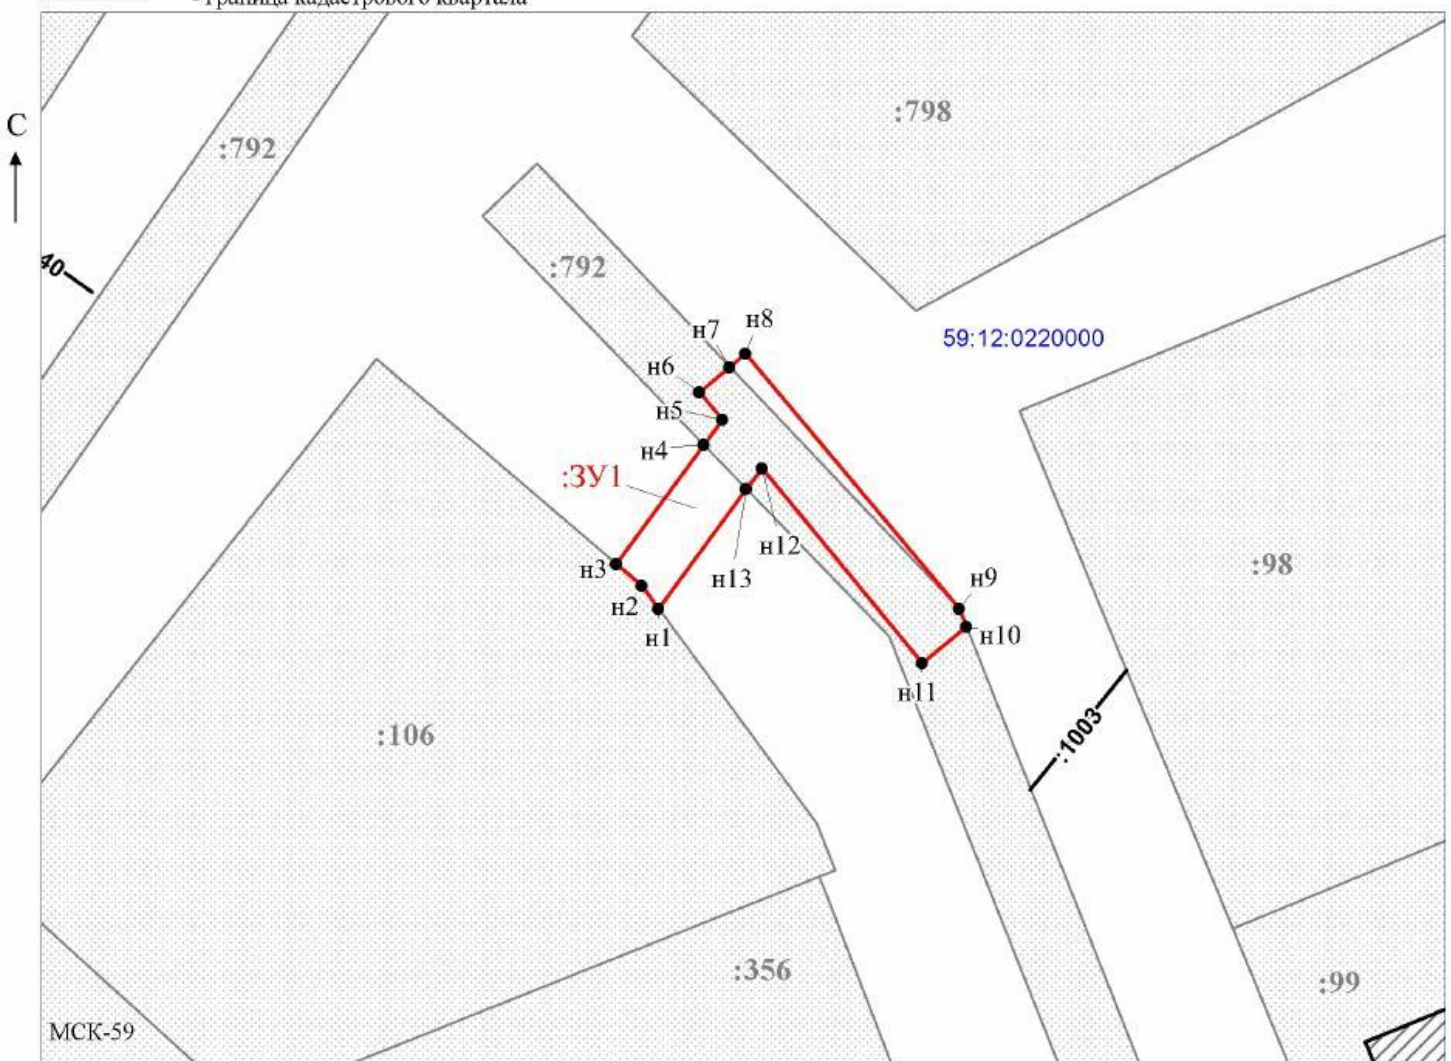 Граница кадастрового квартала
:798
С
:792
40
:792
н8
н7
59:12:0220000
н6
н5
н4
:ЗУ1
н12
н3
н13
:98
н9
н2
н10
н1
н11
:106
:1003
:356
:99
МСК-59